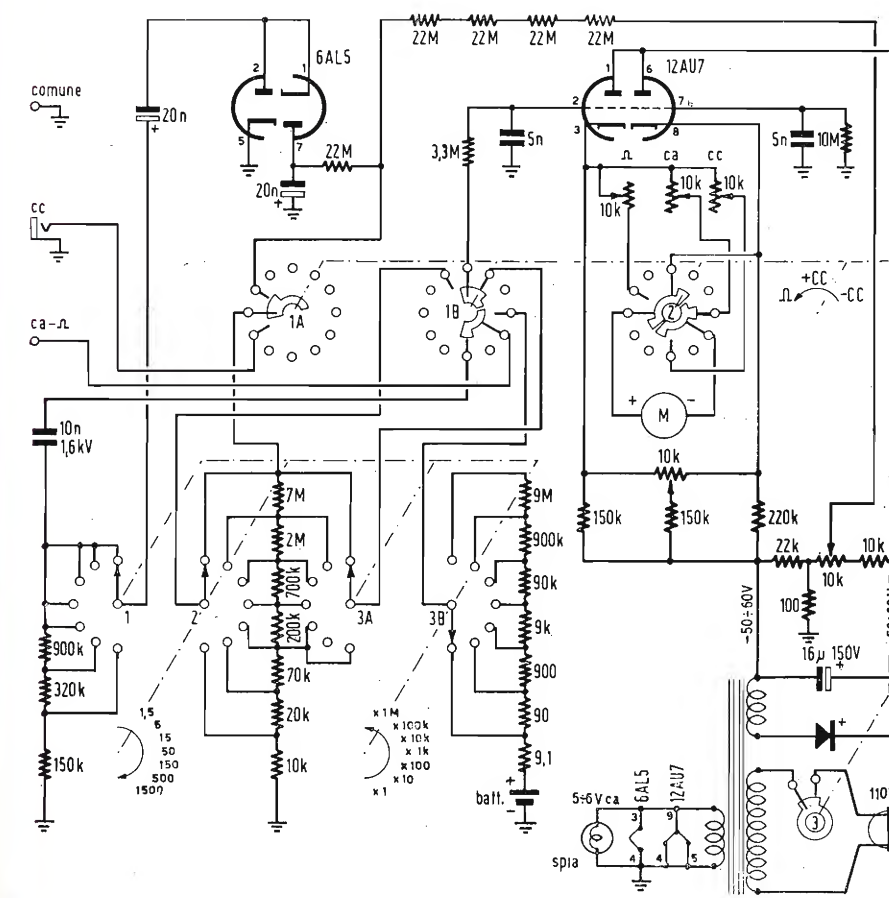 22M 22M 22M 22M
6AL5
12AU7
2 1
1 6
comune
20n
+
2
7
5
7
3
8
22M
3,3M
5n
5n
10M
20n
+
Ω ca cc
10k 10k 10k
cc
1A
1B
2
+CC
Ω -CC
ca-Ω
+ M -
10n
1,6kV
10k
7M
9M
150k
150k
220k
2M
900k
22k
10k
10k
700k
90k
1
2
3A
3B
100
200k
9k
~50÷60V
900k
16µ 150V
+
320k
70k
900
1,5
5
15
50
150
500
1500
x1M
x100k
x10k
x1k
x100
x10
x1
20k
90
+
150k
10k
9,1
+
batt.
-
5÷6Vca
6AL5
12AU7
3
9
4
4
5
spia
3
110